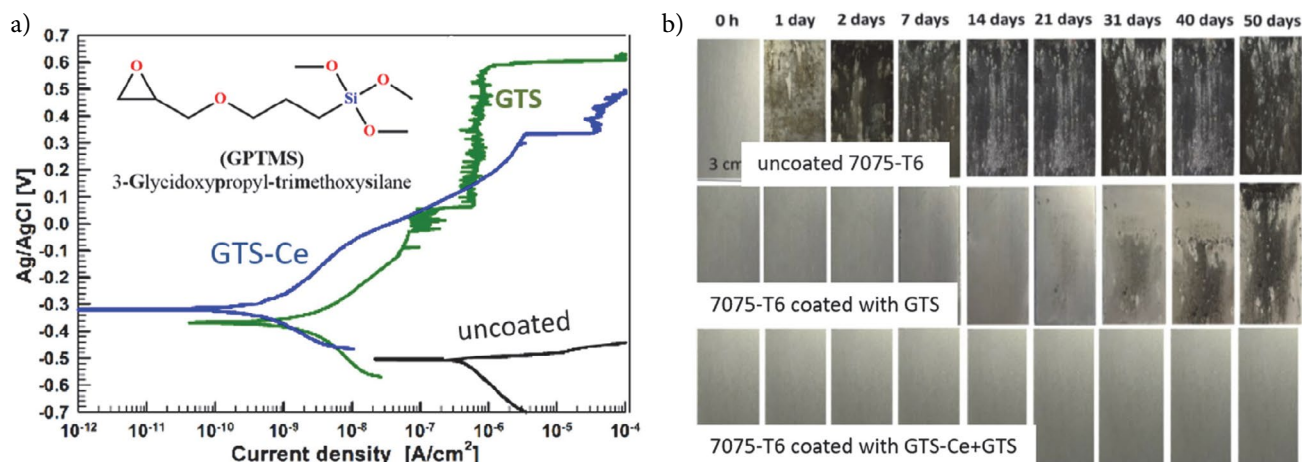 a)
0.7
0.6
0.5
0.4
0.3
0.2
0.1
0.0
-0.1
-0.2
-0.3
-0.4
-0.5
-0.6
-0.7
Ag/AgCl [V]
O
O
Si
O
O
O
(GPTMS)
3-Glycidoxypropyl-trimethoxysilane
GTS
GTS-Ce
uncoated
10⁻¹² 10⁻¹¹ 10⁻¹⁰ 10⁻⁹ 10⁻⁸ 10⁻⁷ 10⁻⁶ 10⁻⁵ 10⁻⁴
Current density [A/cm²]
b)
0 h 1 day 2 days 7 days 14 days 21 days 31 days 40 days 50 days
3 cm
uncoated 7075-T6
7075-T6 coated with GTS
7075-T6 coated with GTS-Ce+GTS